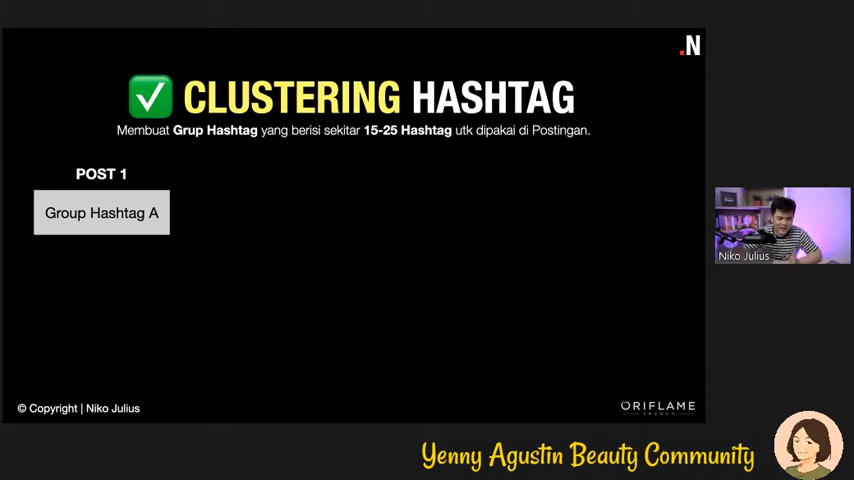 .N
CLUSTERING HASHTAG
Membuat Grup Hashtag yang berisi sekitar 15-25 Hashtag utk dipakai di Postingan.
POST 1
Group Hashtag A
Niko Julius
© Copyright | Niko Julius
ORIFLAME
SWEDEN
Yenny Agustin Beauty Community